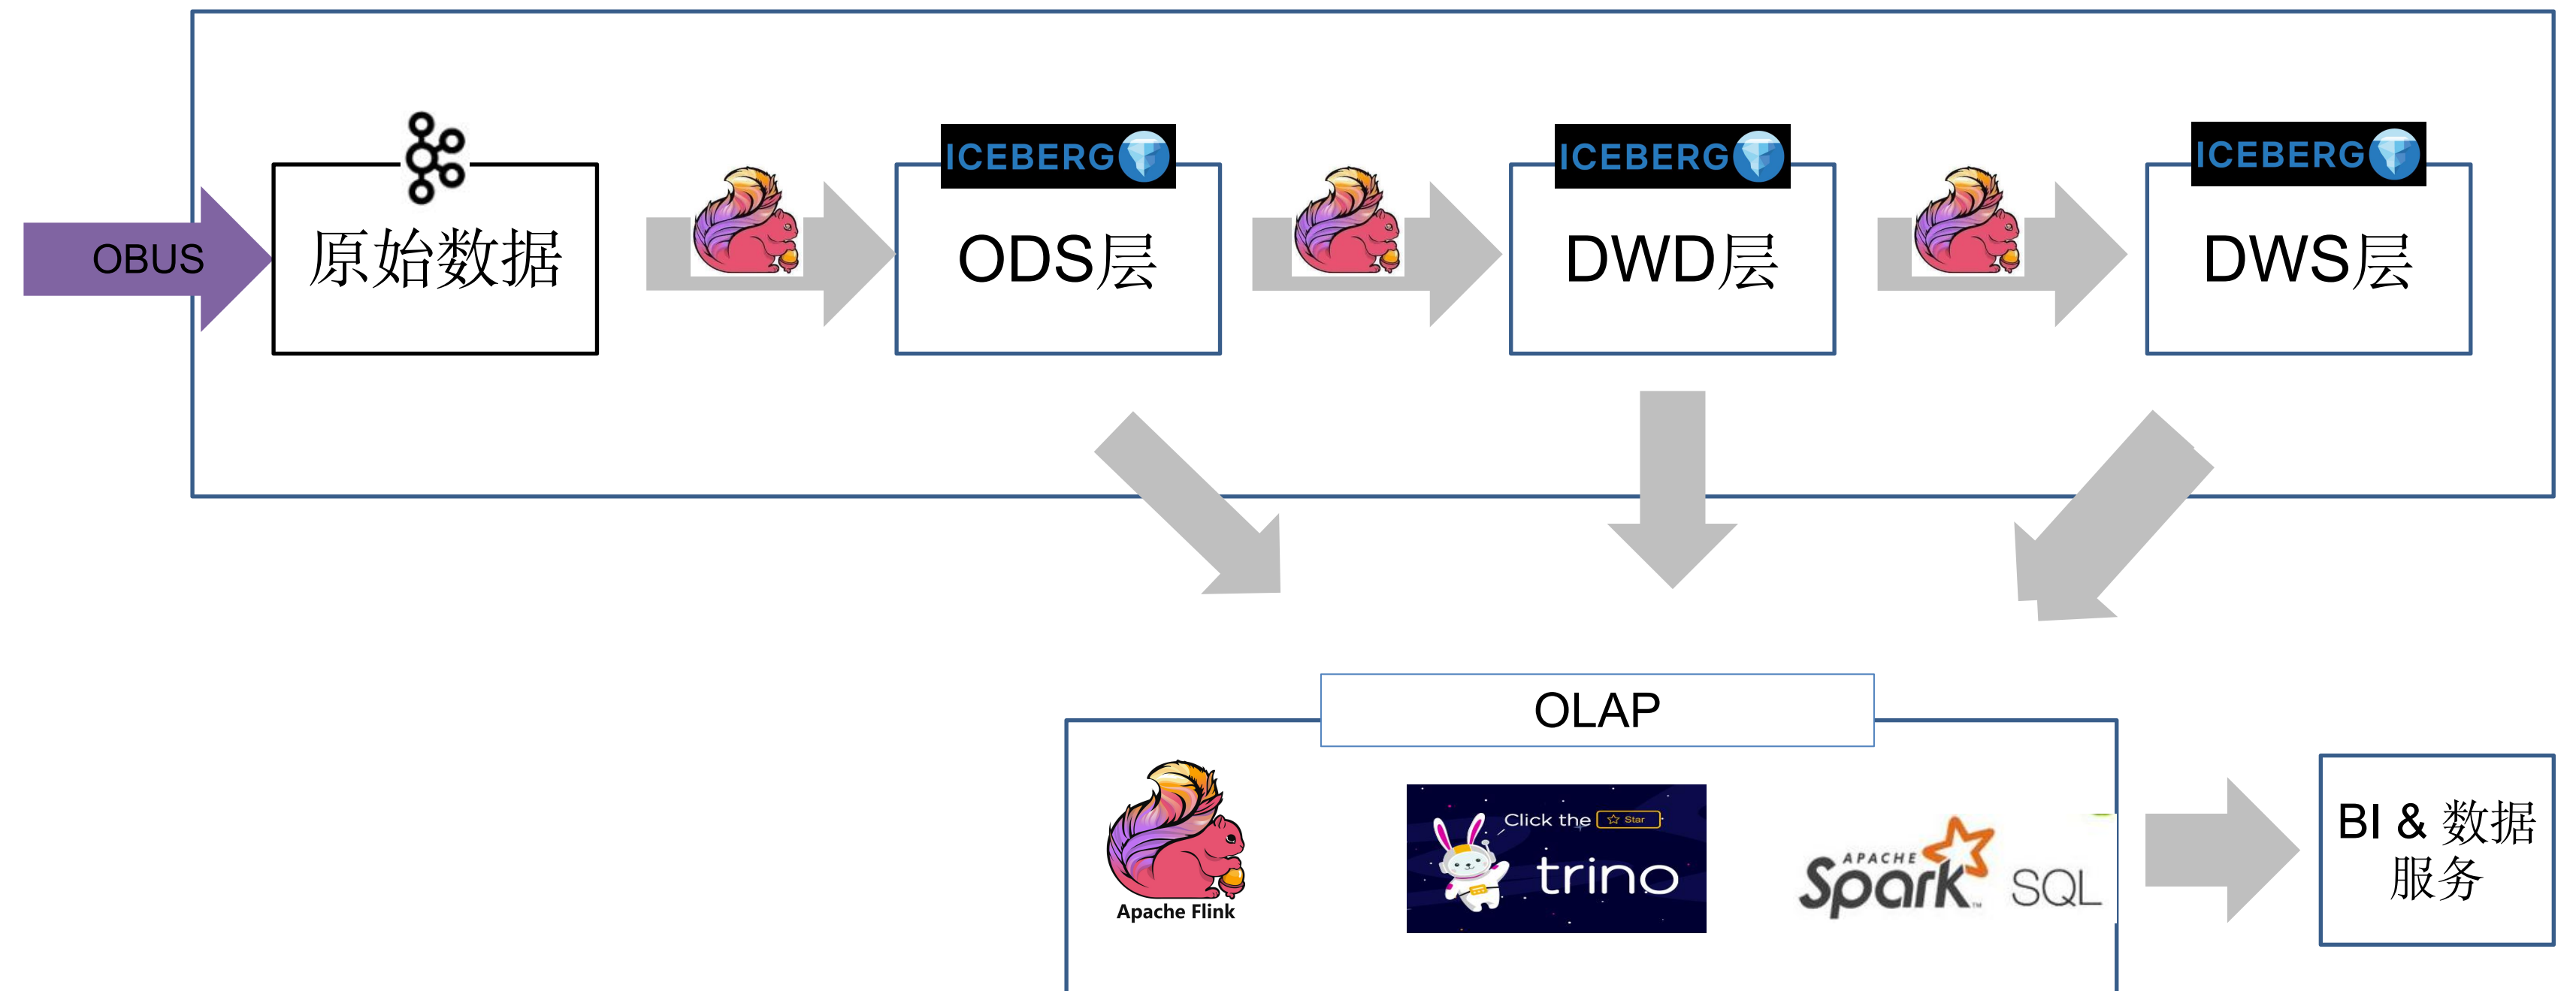 ICEBERG
ICEBERG
ICEBERG
OBUS
原始数据
ODS层
DWD层
DWS层
OLAP
Apache Flink
Click the Star
trino
APACHE
Spark SQL
BI & 数据
服务